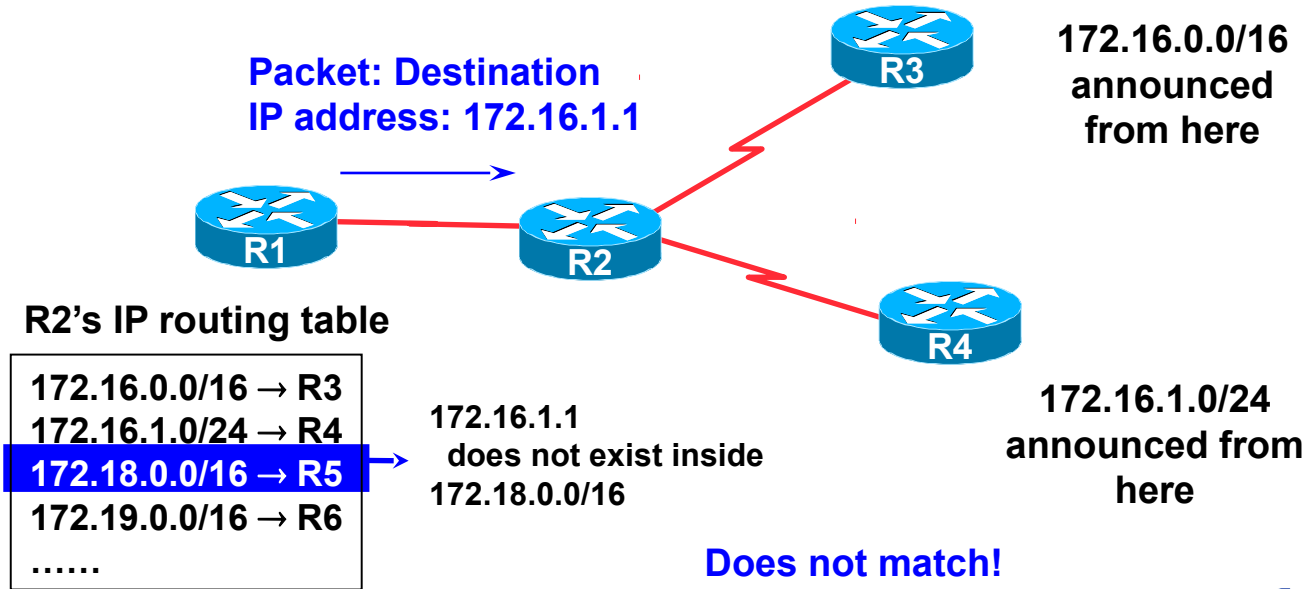 Packet: Destination
IP address: 172.16.1.1
R3
172.16.0.0/16
announced
from here
R1
R2
R4
172.16.1.0/24
announced from
here
R2’s IP routing table
172.16.0.0/16 → R3
172.16.1.0/24 → R4
172.18.0.0/16 → R5
172.19.0.0/16 → R6
……
172.16.1.1
does not exist inside
172.18.0.0/16
Does not match!